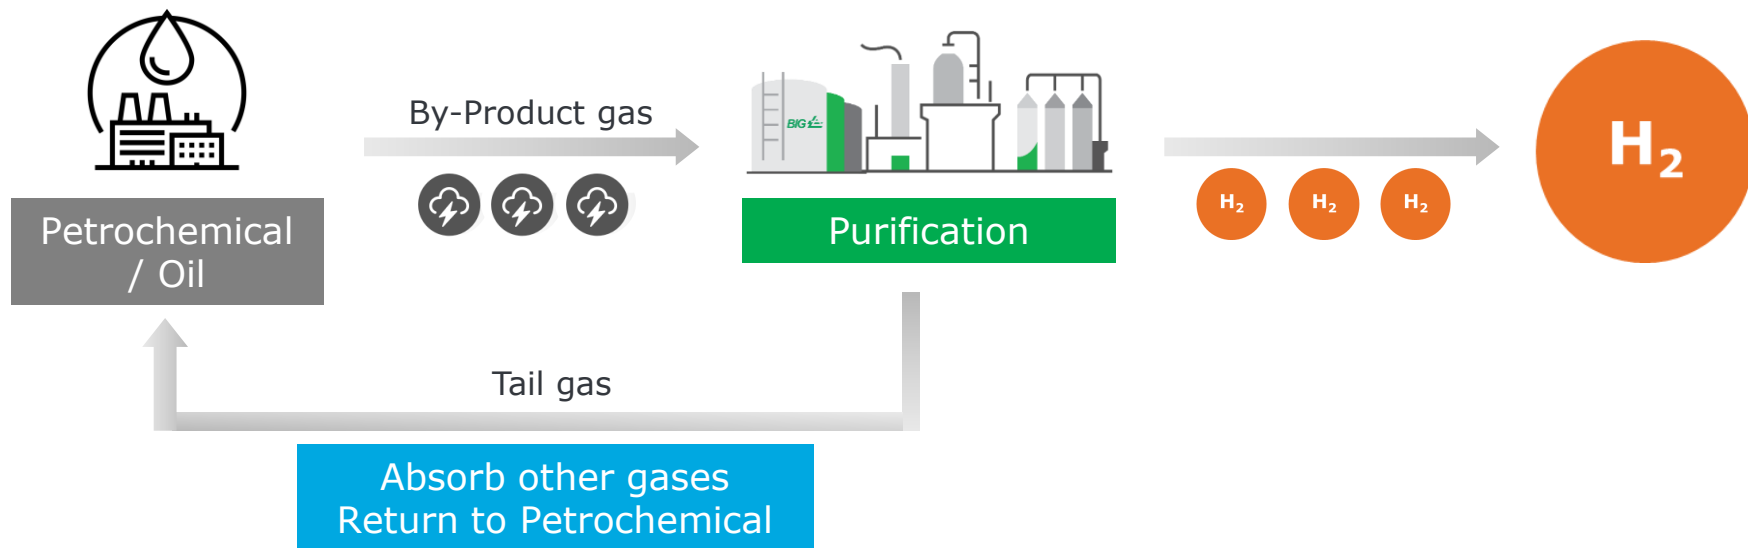 By-Product gas
BIG
H2
H₂
H₂
H₂
Petrochemical
/ Oil
Purification
Tail gas
Absorb other gases
Return to Petrochemical